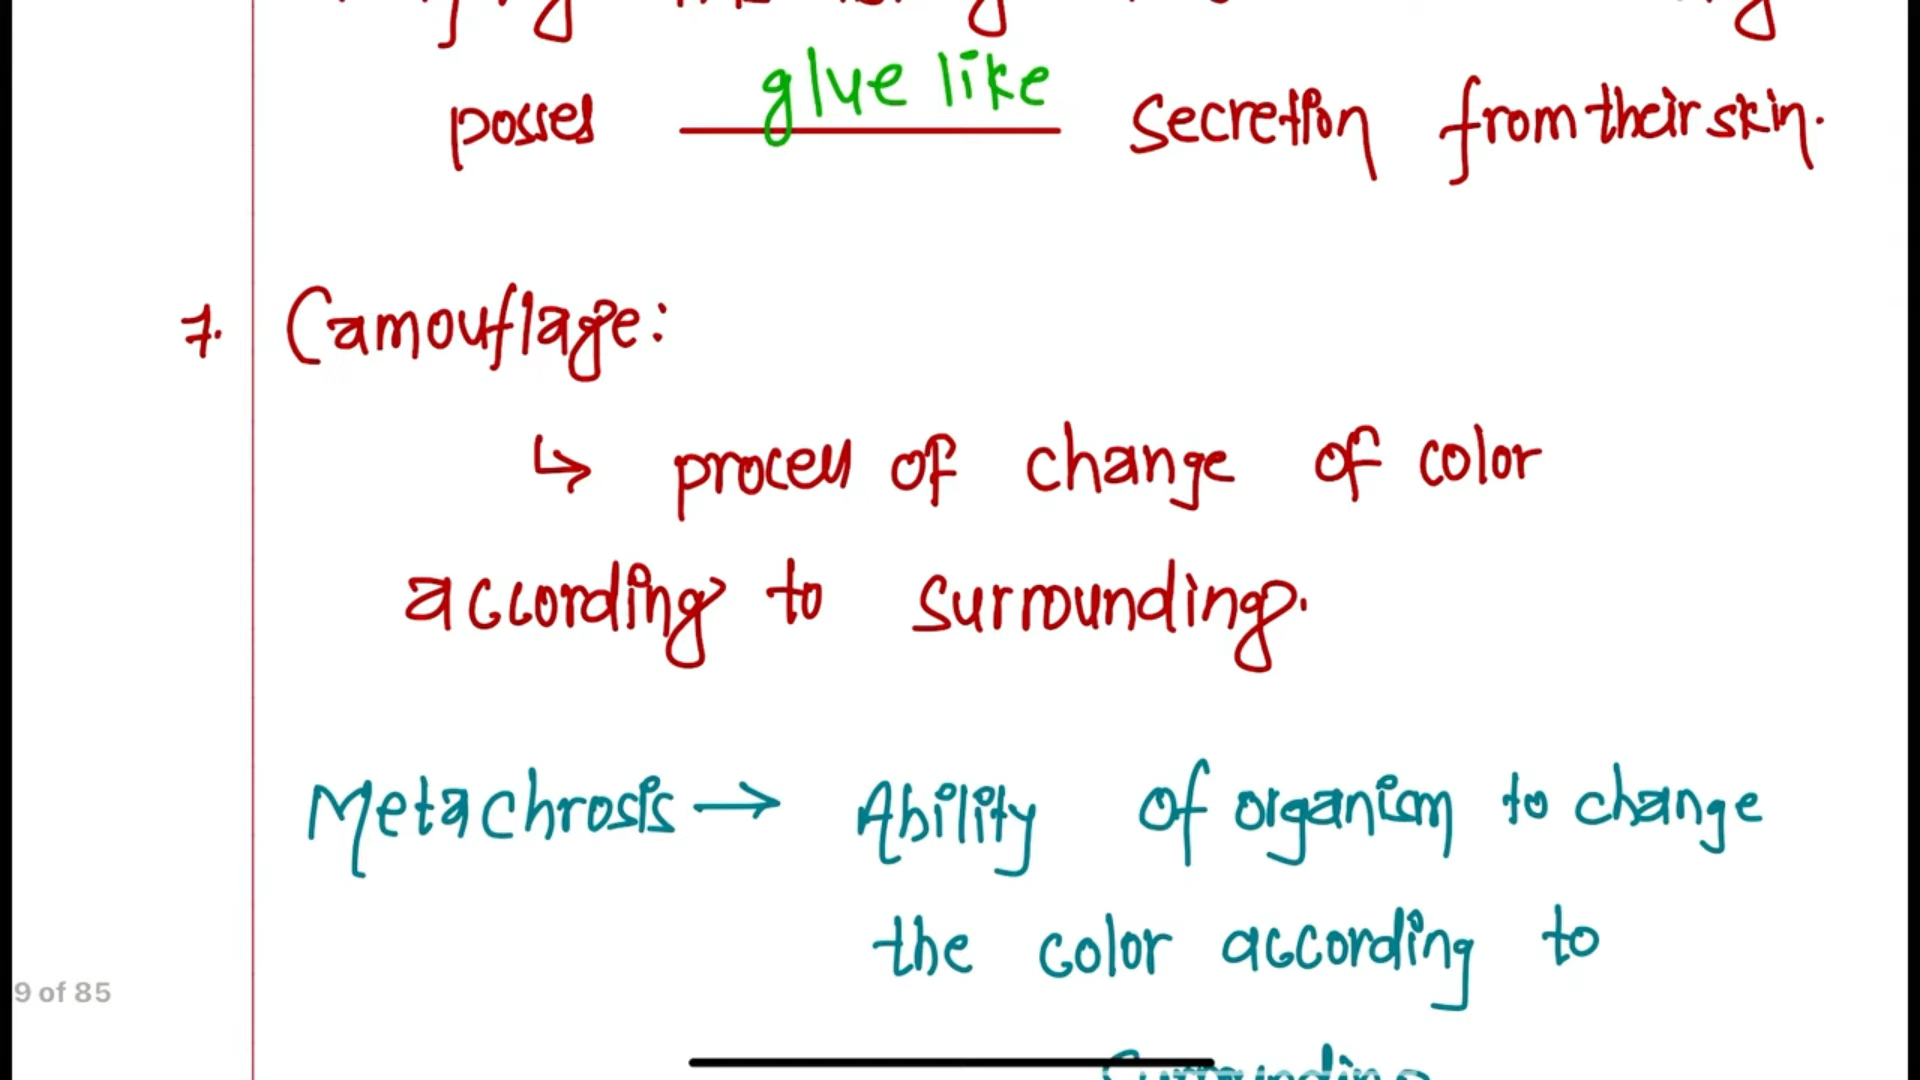 glue like
posses secretion from their skin.
7. Camouflage:
↳ process of change of color
according to surrounding.
Metachrosis → Ability of organism to change
the color according to
surrounding
9 of 85